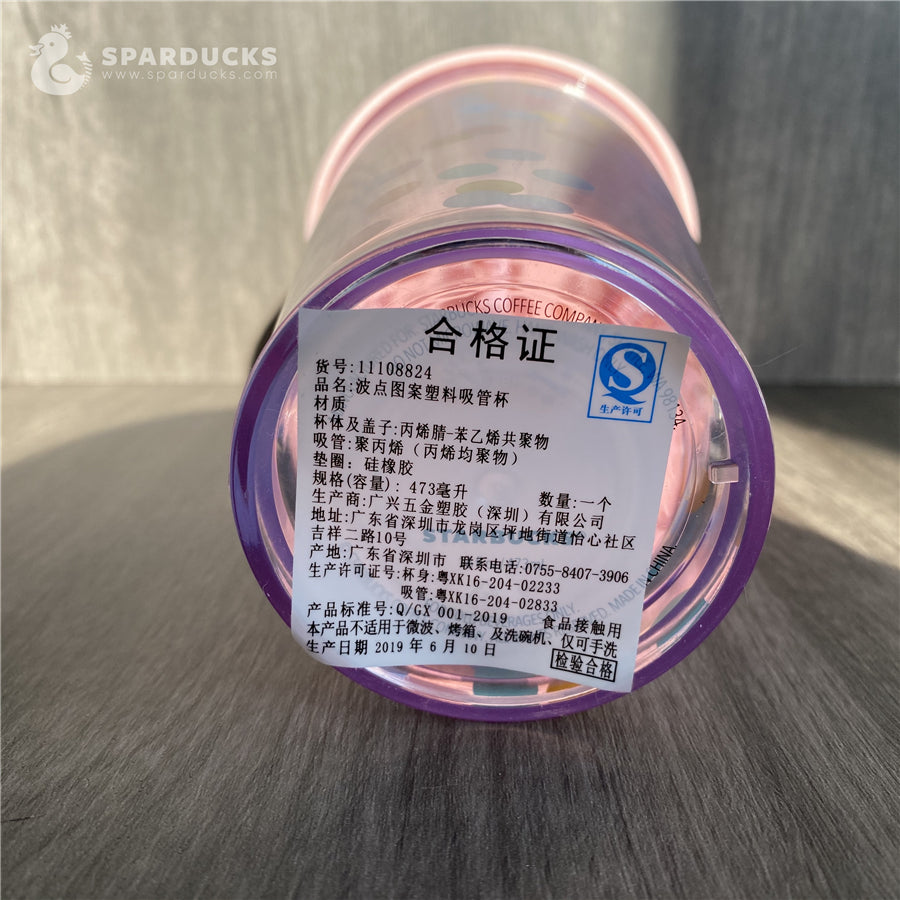 SPARDUCKS
www.sparducks.com
STARBUCKS COFFEE COMPAN
合格证
货号:11108824
品名:波点图案塑料吸管杯
材质
杯体及盖子:丙烯腈-苯乙烯共聚物
吸管:聚丙烯(丙烯均聚物)
垫圈: 硅橡胶
规格(容量): 473毫升 数量:一个
生产商:广兴五金塑胶(深圳)有限公司
地址:广东省深圳市龙岗区坂地街道怡心社区
吉祥二路10号
产地:广东省深圳市 联系电话:0755-8407-3906
生产许可证号:杯身:粤XK16-204-02233
吸管:粤XK16-204-02833
产品标准号:Q/GX 001-2019 食品接触用
本产品不适用于微波、烤箱、及洗碗机、仅可手洗
生产日期 2019 年 6 月 10 日
检验合格
生产许可
STARBUCKS
MADE IN CHINA